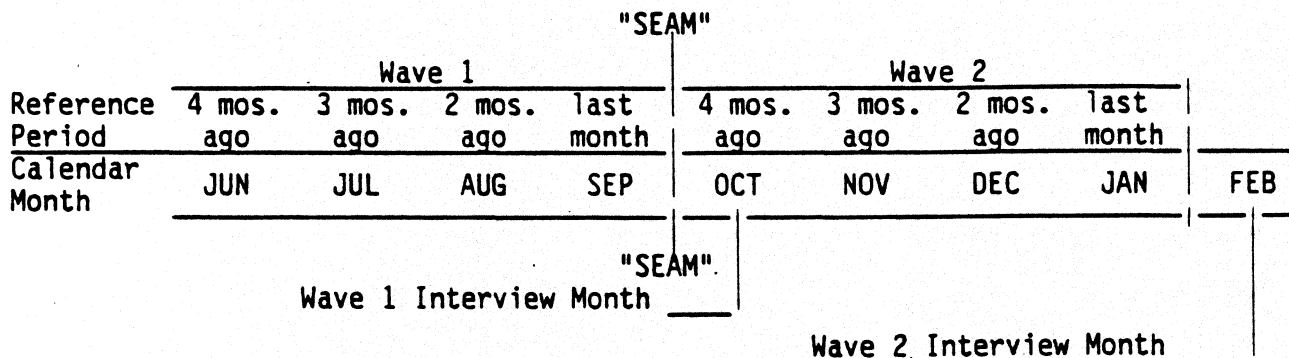 "SEAM"
Wave 1 Wave 2
Reference 4 mos. 3 mos. 2 mos. last 4 mos. 3 mos. 2 mos. last
Period ago ago ago month ago ago ago month
Calendar
Month JUN JUL AUG SEP OCT NOV DEC JAN FEB
"SEAM"
Wave 1 Interview Month
Wave 2 Interview Month